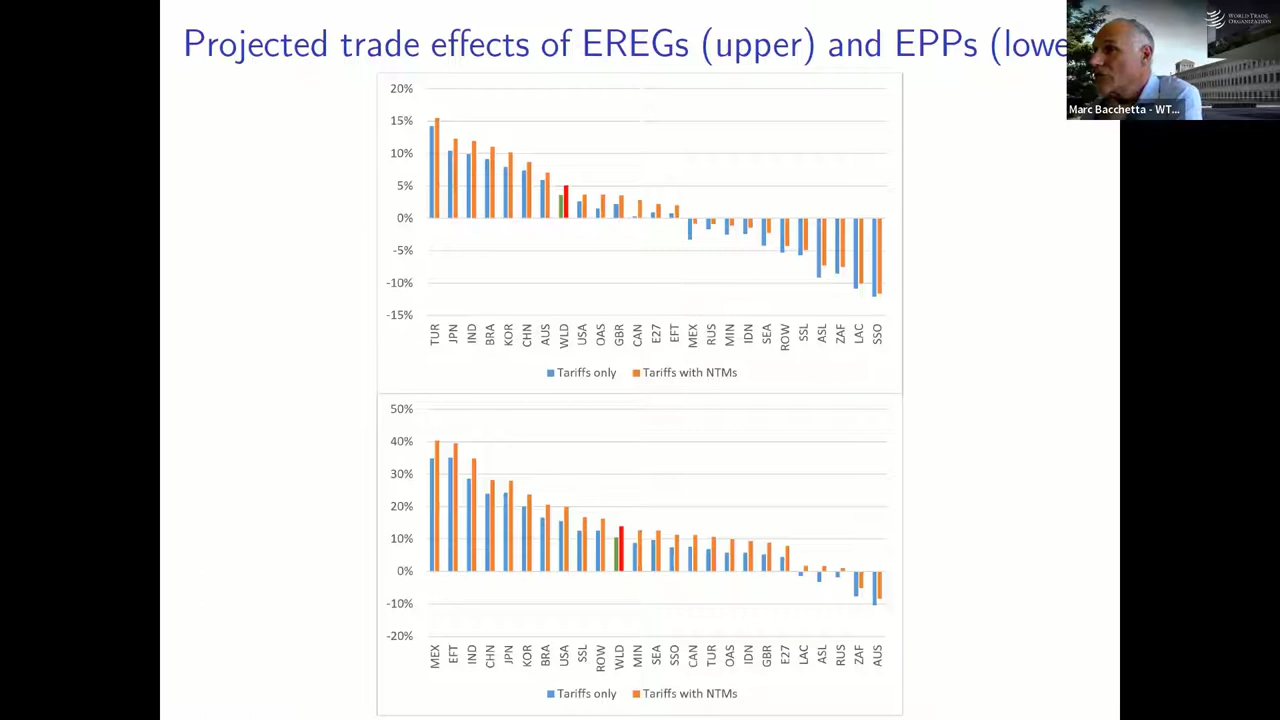 Projected trade effects of EREGs (upper) and EPPs (lowe
WORLD TRADE
ORGANIZATION
Marc Bacchetta - WT...
20%
15%
10%
5%
0%
-5%
-10%
-15%
TUR JPN IND BRA KOR CHN AUS WLD USA OAS GBR CAN E27 EFT MEX RUS MIN IDN SEA ROW SSL ASL ZAF LAC SSO
Tariffs only Tariffs with NTMs
50%
40%
30%
20%
10%
0%
-10%
-20%
MEX EFT IND CHN JPN KOR BRA USA SSL ROW WLD MIN SEA SSO CAN TUR OAS IDN GBR E27 LAC ASL RUS ZAF AUS
Tariffs only Tariffs with NTMs